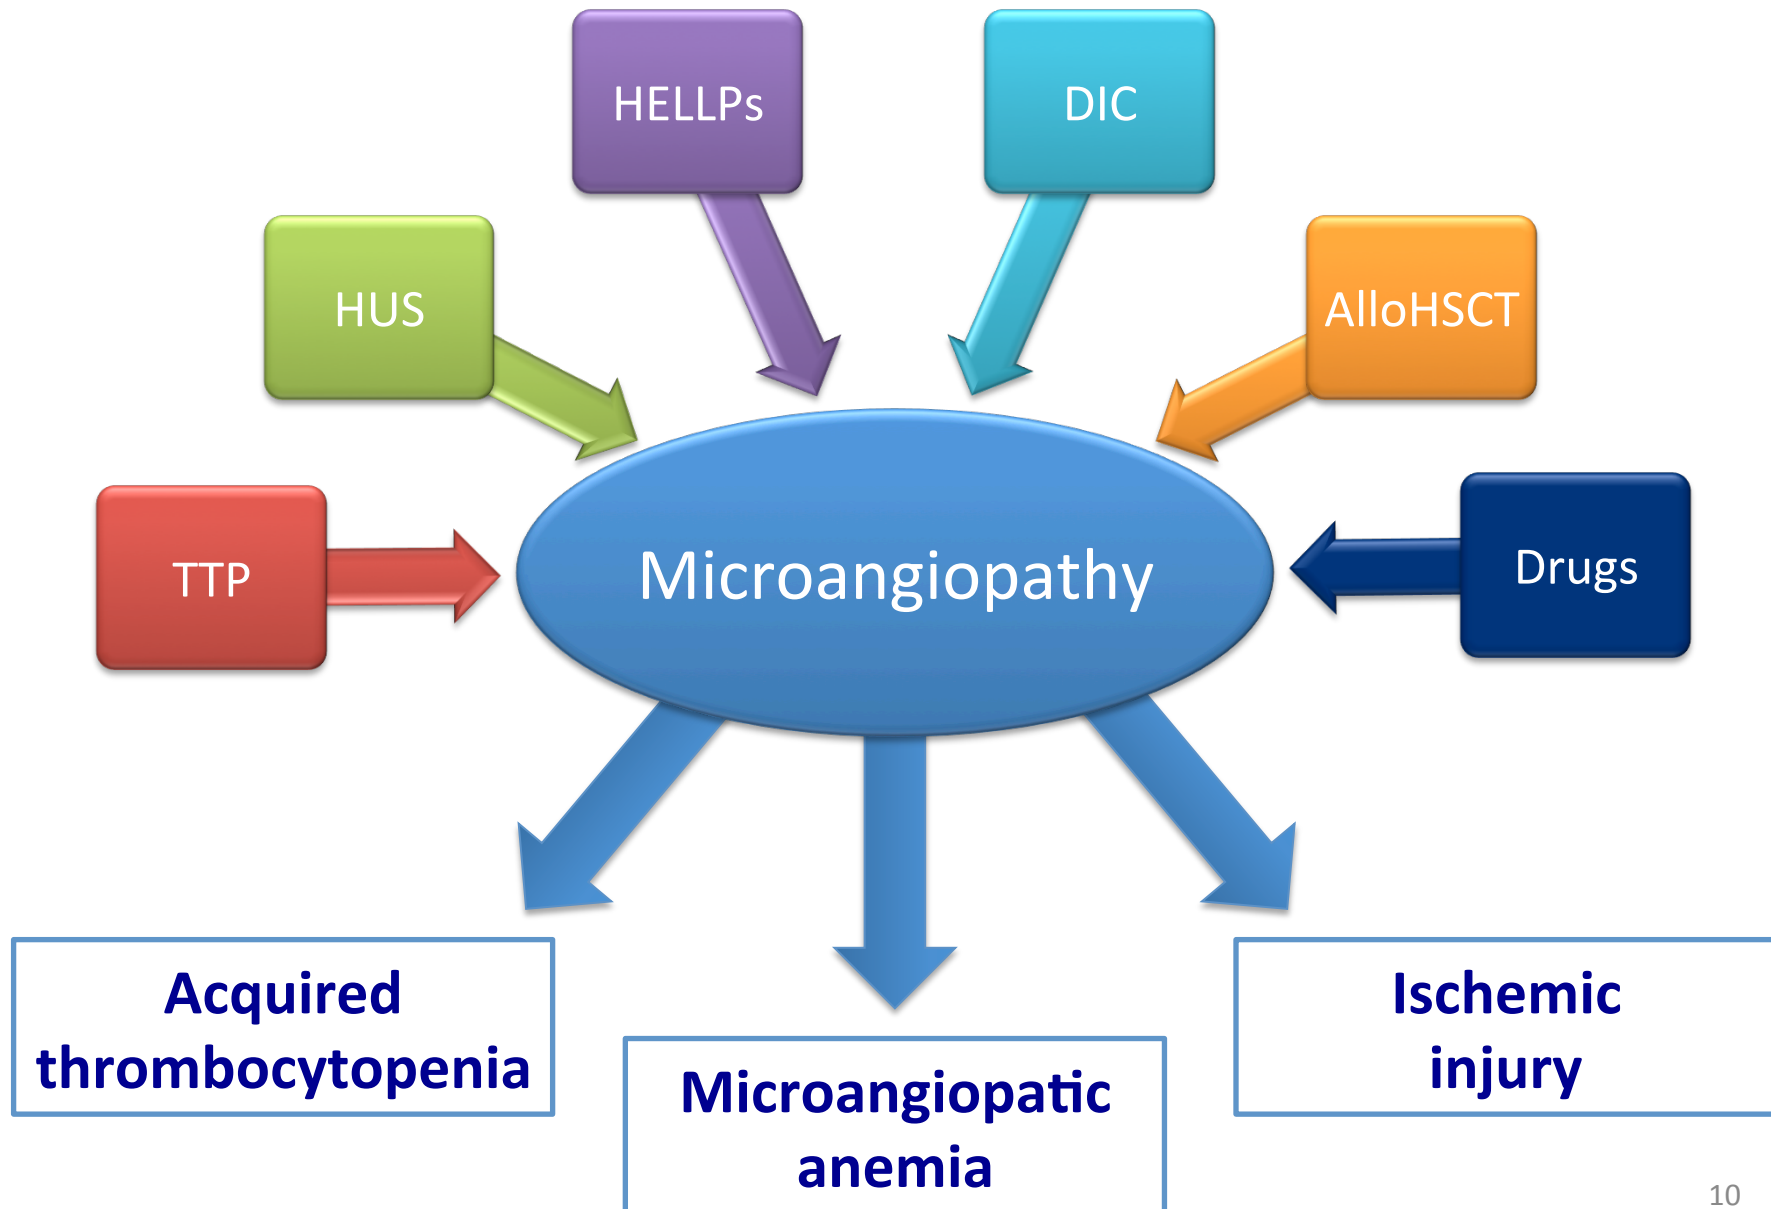 HELLPs
DIC
HUS
AlloHSCT
TTP
Microangiopathy
Drugs
Acquired
thrombocytopenia
Microangiopatic
anemia
Ischemic
injury
10